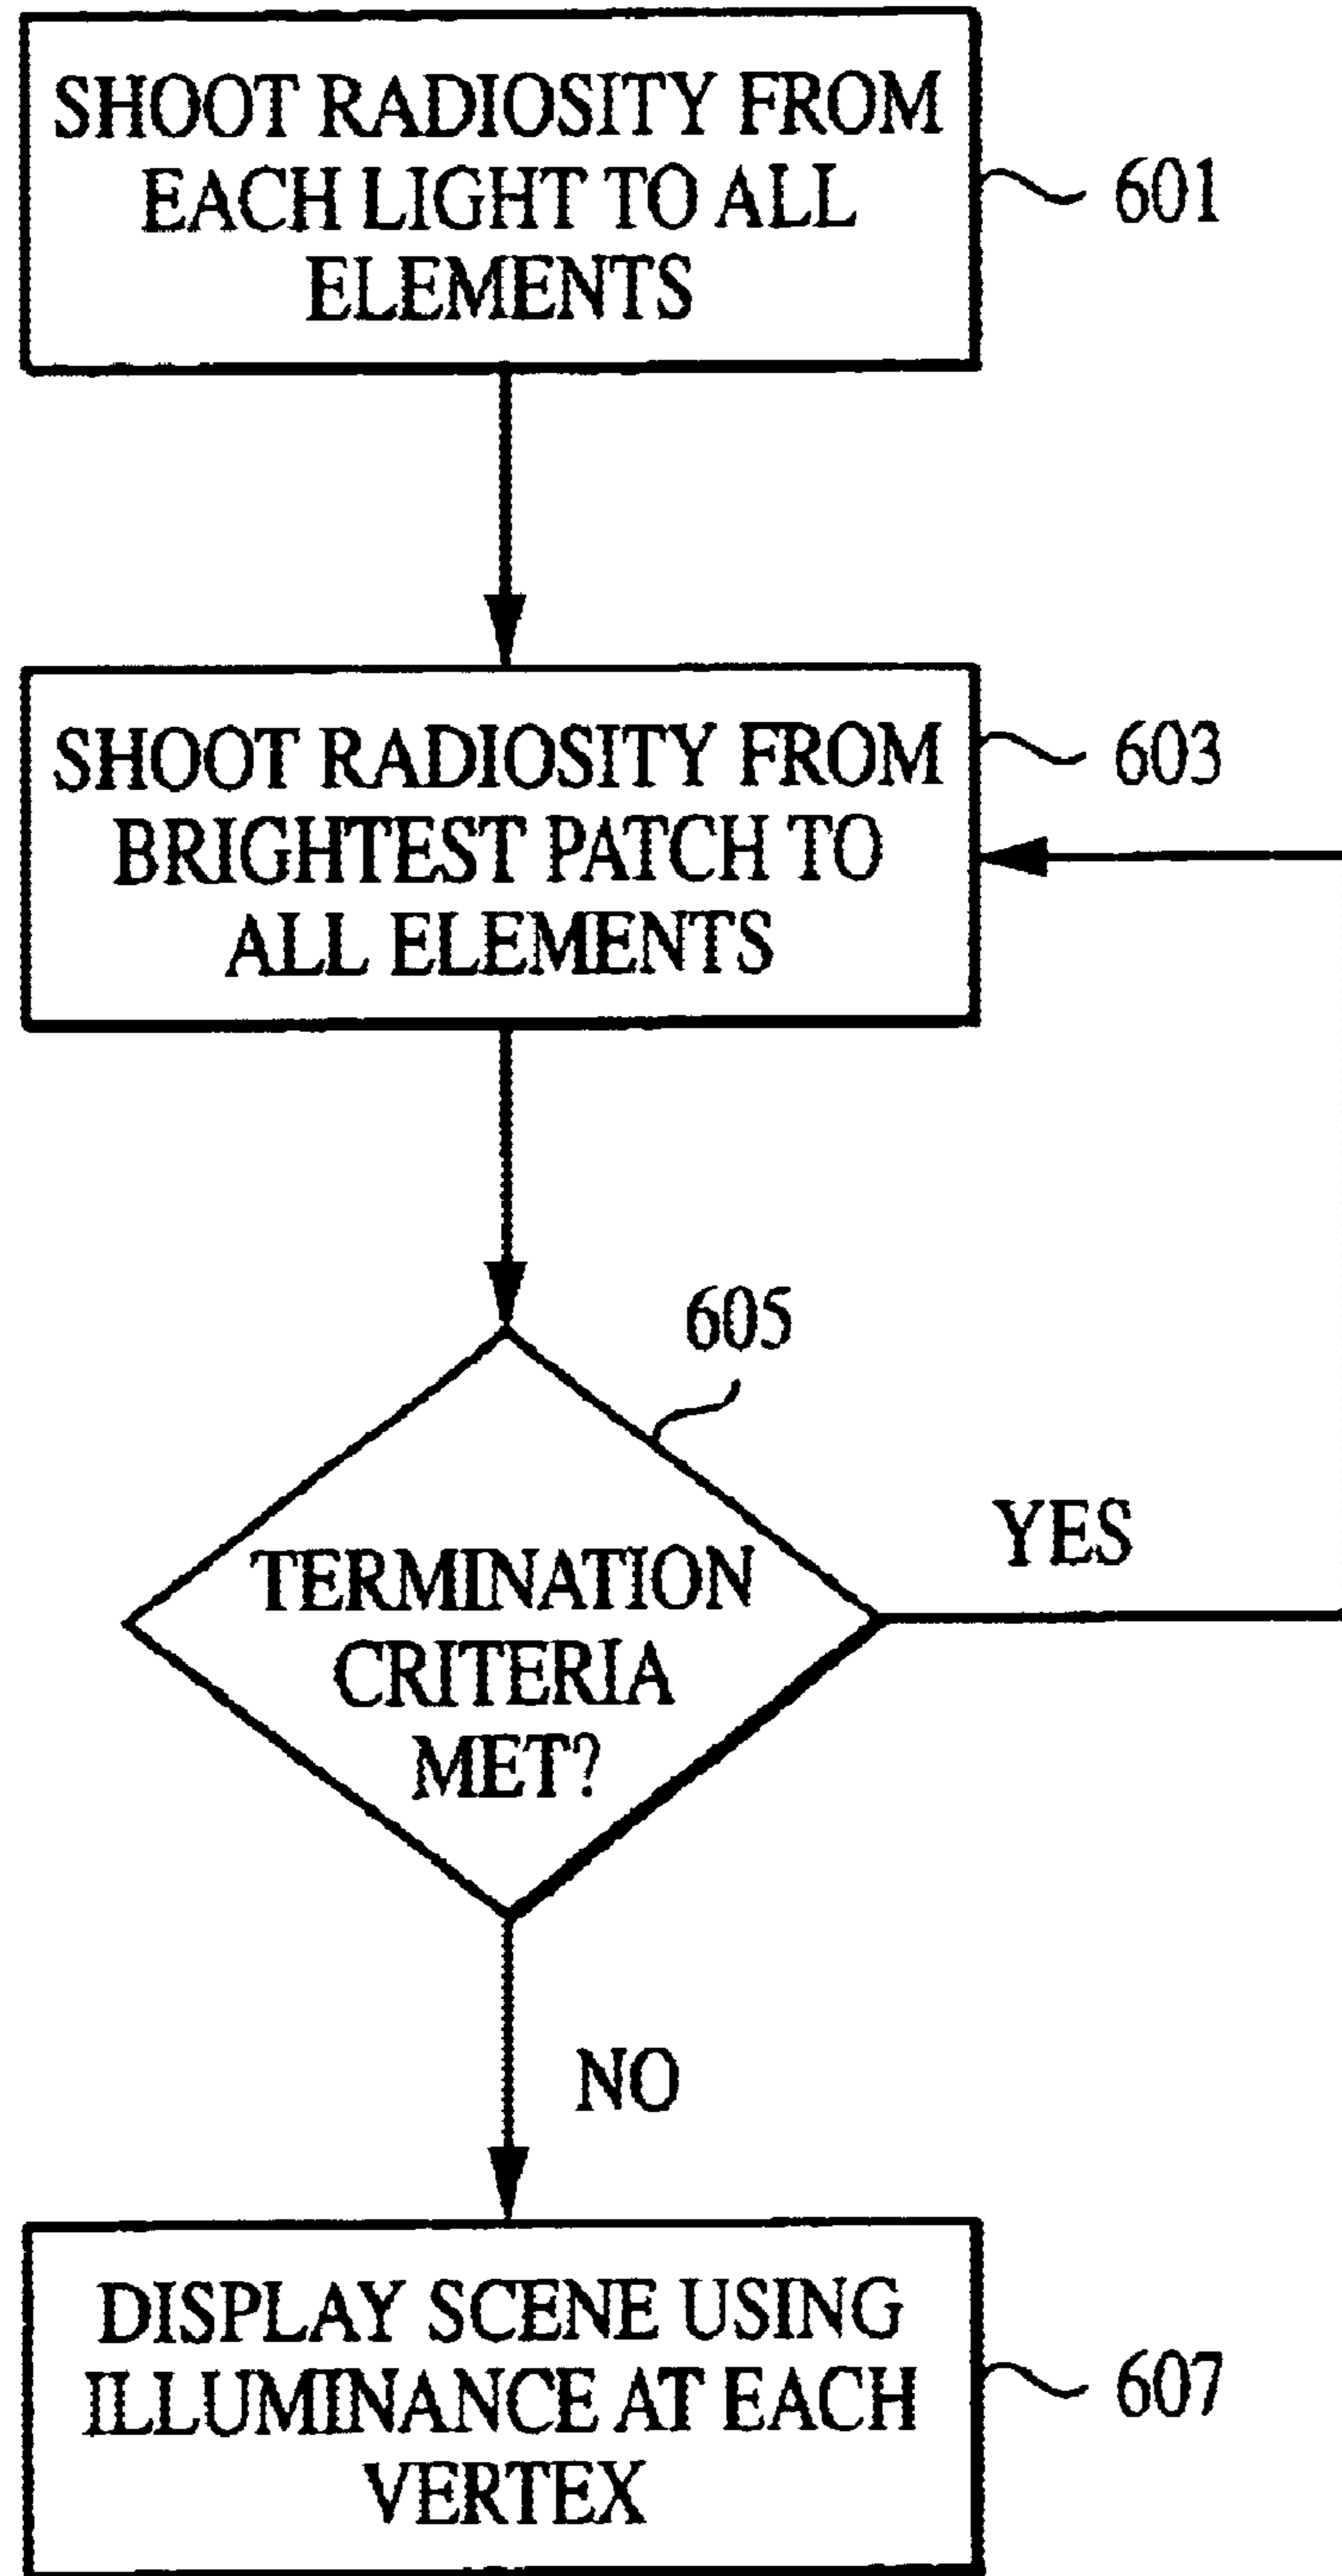 SHOOT RADIOSITY FROM
EACH LIGHT TO ALL
ELEMENTS
601
SHOOT RADIOSITY FROM
BRIGHTEST PATCH TO
ALL ELEMENTS
603
605
TERMINATION
CRITERIA
MET?
YES
NO
DISPLAY SCENE USING
ILLUMINANCE AT EACH
VERTEX
607